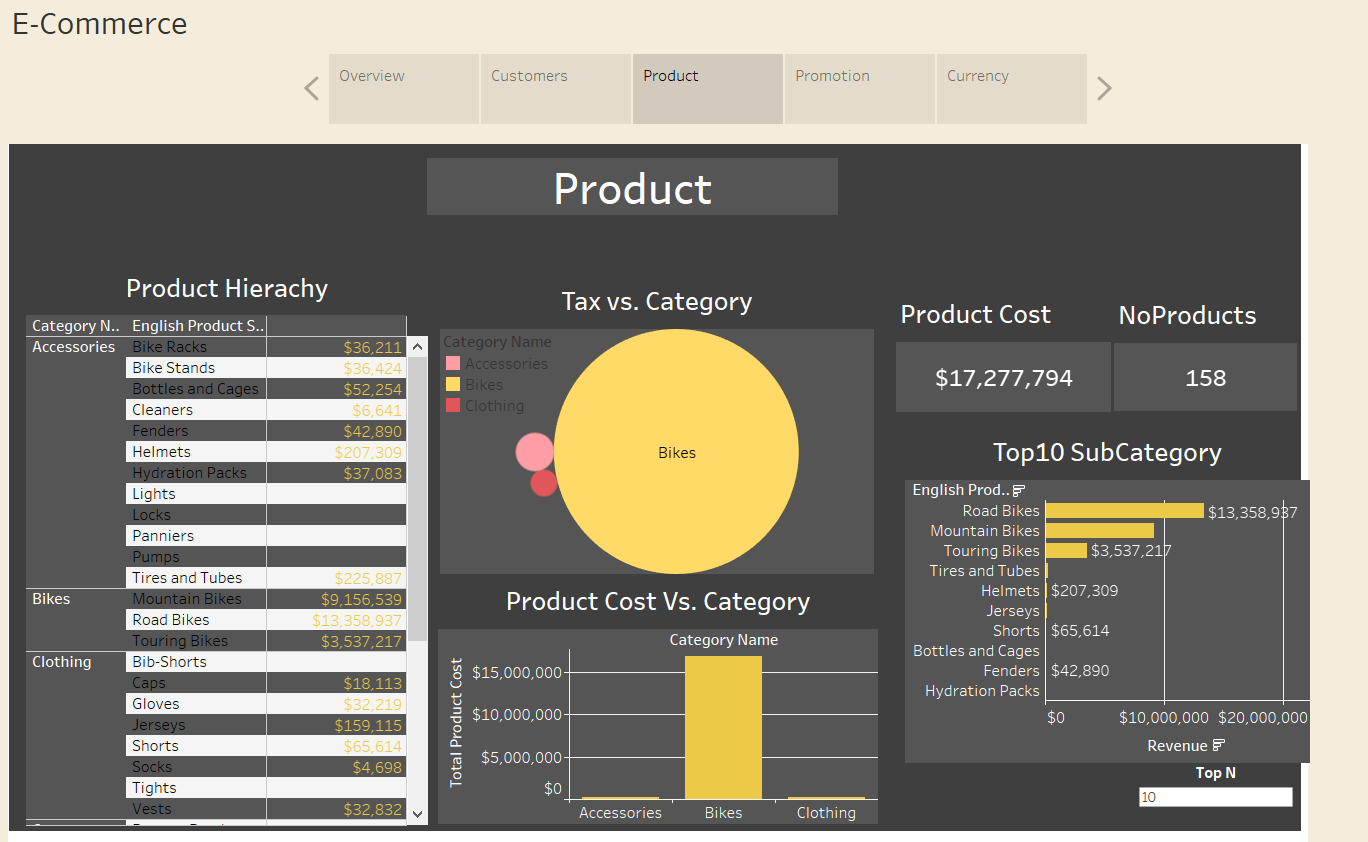 E-Commerce
Overview
Customers
Product
Promotion
Currency
Product
Product Hierachy
Category N.. English Product S..
Accessories Bike Racks $36,211
Bike Stands $36,424
Bottles and Cages $52,254
Cleaners $6,641
Fenders $42,890
Helmets $207,309
Hydration Packs $37,083
Lights
Locks
Panniers
Pumps
Tires and Tubes $225,887
Bikes Mountain Bikes $9,156,539
Road Bikes $13,358,937
Touring Bikes $3,537,217
Clothing Bib-Shorts
Caps $18,113
Gloves $32,219
Jerseys $159,115
Shorts $65,614
Socks $4,698
Tights
Vests $32,832
Tax vs. Category
Category Name
Accessories
Bikes
Clothing
Bikes
Product Cost Vs. Category
Category Name
Total Product Cost
$15,000,000
$10,000,000
$5,000,000
$0
Accessories Bikes Clothing
Product Cost
$17,277,794
NoProducts
158
Top10 SubCategory
English Prod..
Road Bikes $13,358,937
Mountain Bikes
Touring Bikes $3,537,217
Tires and Tubes
Helmets $207,309
Jerseys
Shorts $65,614
Bottles and Cages
Fenders $42,890
Hydration Packs
$0 $10,000,000 $20,000,000
Revenue
Top N
10